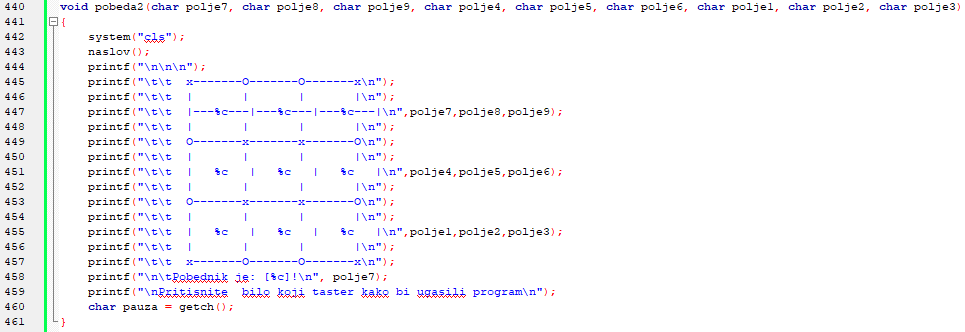 440 void pobeda2(char polje7, char polje8, char polje9, char polje4, char polje5, char polje6, char polje1, char polje2, char polje3)
441 {
442     system("cls");
443     naslov();
444     printf("\n\n\n");
445     printf("\t\t  x-------O-------O-------x\n");
446     printf("\t\t  |       |       |       |\n");
447     printf("\t\t  |---%c---|---%c---|---%c---|\n",polje7,polje8,polje9);
448     printf("\t\t  |       |       |       |\n");
449     printf("\t\t  O-------x-------x-------O\n");
450     printf("\t\t  |       |       |       |\n");
451     printf("\t\t  |   %c   |   %c   |   %c   |\n",polje4,polje5,polje6);
452     printf("\t\t  |       |       |       |\n");
453     printf("\t\t  O-------x-------x-------O\n");
454     printf("\t\t  |       |       |       |\n");
455     printf("\t\t  |   %c   |   %c   |   %c   |\n",polje1,polje2,polje3);
456     printf("\t\t  |       |       |       |\n");
457     printf("\t\t  x-------O-------O-------x\n");
458     printf("\n\tPobednik je: [%c]!\n", polje7);
459     printf("\nPritisnite  bilo koji taster kako bi ugasili program\n");
460     char pauza = getch();
461 }